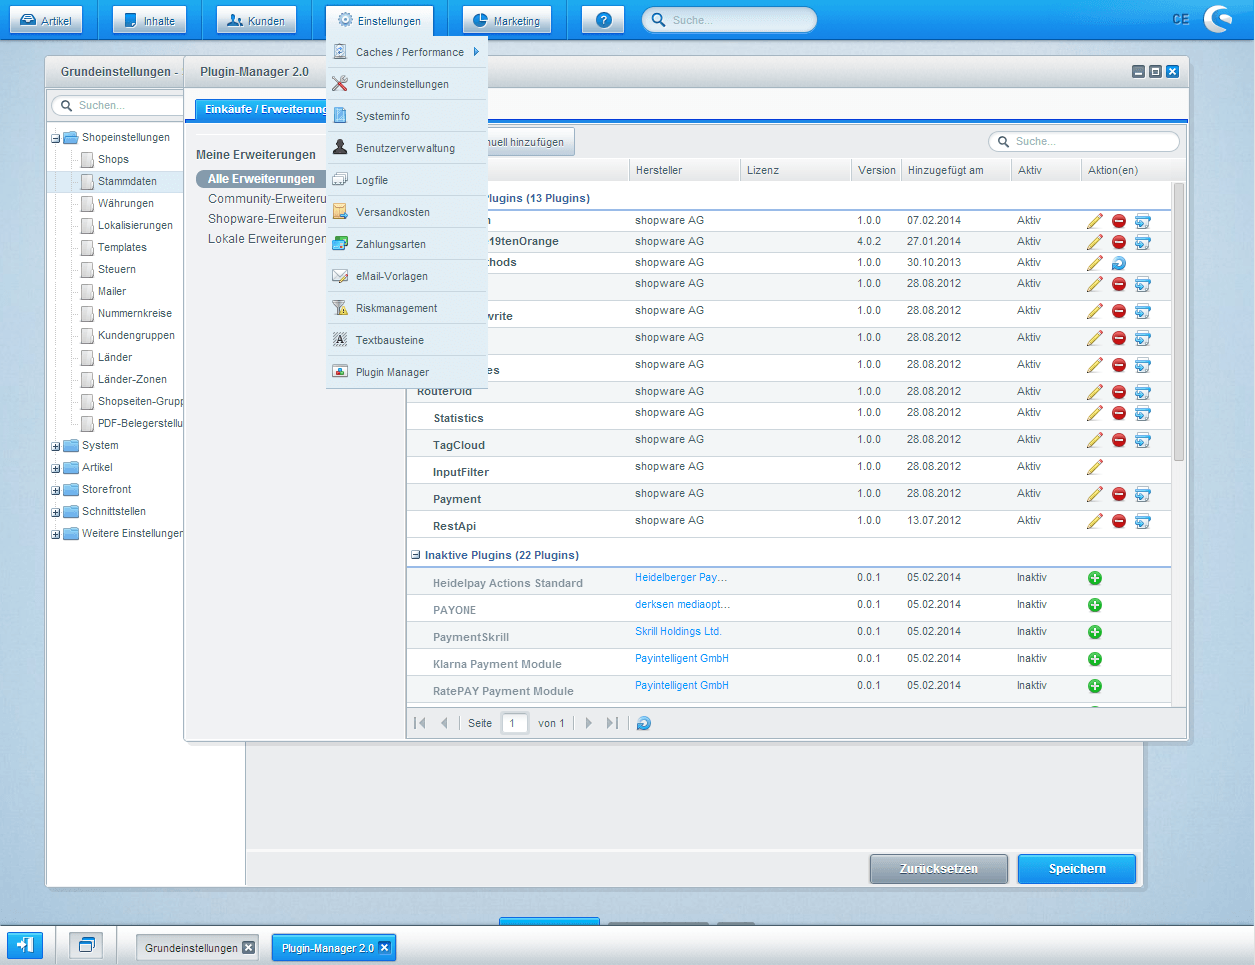 Artikel
Inhalte
Kunden
Einstellungen
Marketing
?
Suche...
CE
Grundeinstellungen -
Suchen...
Shopeinstellungen
Shops
Stammdaten
Währungen
Lokalisierungen
Templates
Steuern
Mailer
Nummernkreise
Kundengruppen
Länder
Länder-Zonen
Shopseiten-Grupp
PDF-Belegerstellu
System
Artikel
Storefront
Schnittstellen
Weitere Einstellunger
Plugin-Manager 2.0
Einkäufe / Erweiterung
Meine Erweiterungen
Alle Erweiterungen
Community-Erweiteru
Shopware-Erweiterun
Lokale Erweiterungen
Caches / Performance
Grundeinstellungen
Systeminfo
Benutzerverwaltung
Logfile
Versandkosten
Zahlungsarten
eMail-Vorlagen
Riskmanagement
Textbausteine
Plugin Manager
nuell hinzufügen
Suche...
Hersteller Lizenz Version Hinzugefügt am Aktiv Aktion(en)
lugins (13 Plugins)
n shopware AG 1.0.0 07.02.2014 Aktiv
19tenOrange shopware AG 4.0.2 27.01.2014 Aktiv
thods shopware AG 1.0.0 30.10.2013 Aktiv
shopware AG 1.0.0 28.08.2012 Aktiv
write shopware AG 1.0.0 28.08.2012 Aktiv
shopware AG 1.0.0 28.08.2012 Aktiv
es shopware AG 1.0.0 28.08.2012 Aktiv
RouterOld shopware AG 1.0.0 28.08.2012 Aktiv
Statistics shopware AG 1.0.0 28.08.2012 Aktiv
TagCloud shopware AG 1.0.0 28.08.2012 Aktiv
InputFilter shopware AG 1.0.0 28.08.2012 Aktiv
Payment shopware AG 1.0.0 28.08.2012 Aktiv
RestApi shopware AG 1.0.0 13.07.2012 Aktiv
Inaktive Plugins (22 Plugins)
Heidelpay Actions Standard Heidelberger Pay... 0.0.1 05.02.2014 Inaktiv
PAYONE derksen mediaopt... 0.0.1 05.02.2014 Inaktiv
PaymentSkrill Skrill Holdings Ltd. 0.0.1 05.02.2014 Inaktiv
Klarna Payment Module Payintelligent GmbH 0.0.1 05.02.2014 Inaktiv
RatePAY Payment Module Payintelligent GmbH 0.0.1 05.02.2014 Inaktiv
Seite 1 von 1
Zurücksetzen
Speichern
Grundeinstellungen
Plugin-Manager 2.0